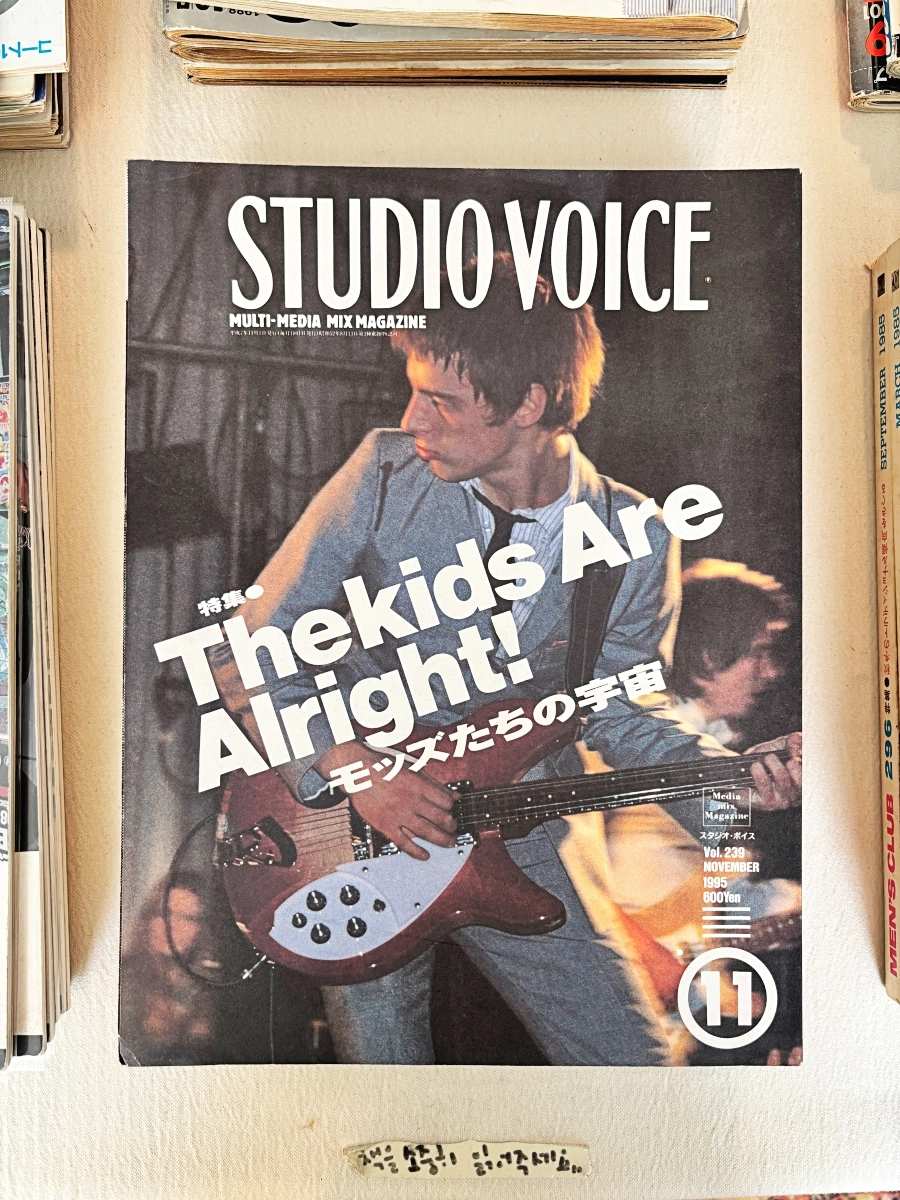 STUDIO VOICE
MULTI-MEDIA MIX MAGAZINE
特集●
The kids Are
Alright!
モッズたちの宇宙
Media
mix
Magazine
スタジオ・ボイス
Vol. 239
NOVEMBER
1995
600Yen
11
책을 소중히 읽어주세요
SEPTEMBER 1985
MARCH 1985
MEN'S CLUB 296 特集●